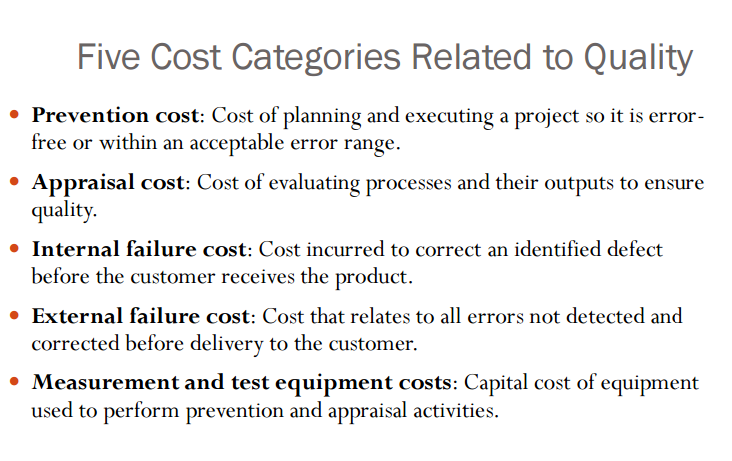 Five Cost Categories Related to Quality
• Prevention cost: Cost of planning and executing a project so it is error-
free or within an acceptable error range.
• Appraisal cost: Cost of evaluating processes and their outputs to ensure
quality.
• Internal failure cost: Cost incurred to correct an identified defect
before the customer receives the product.
• External failure cost: Cost that relates to all errors not detected and
corrected before delivery to the customer.
• Measurement and test equipment costs: Capital cost of equipment
used to perform prevention and appraisal activities.